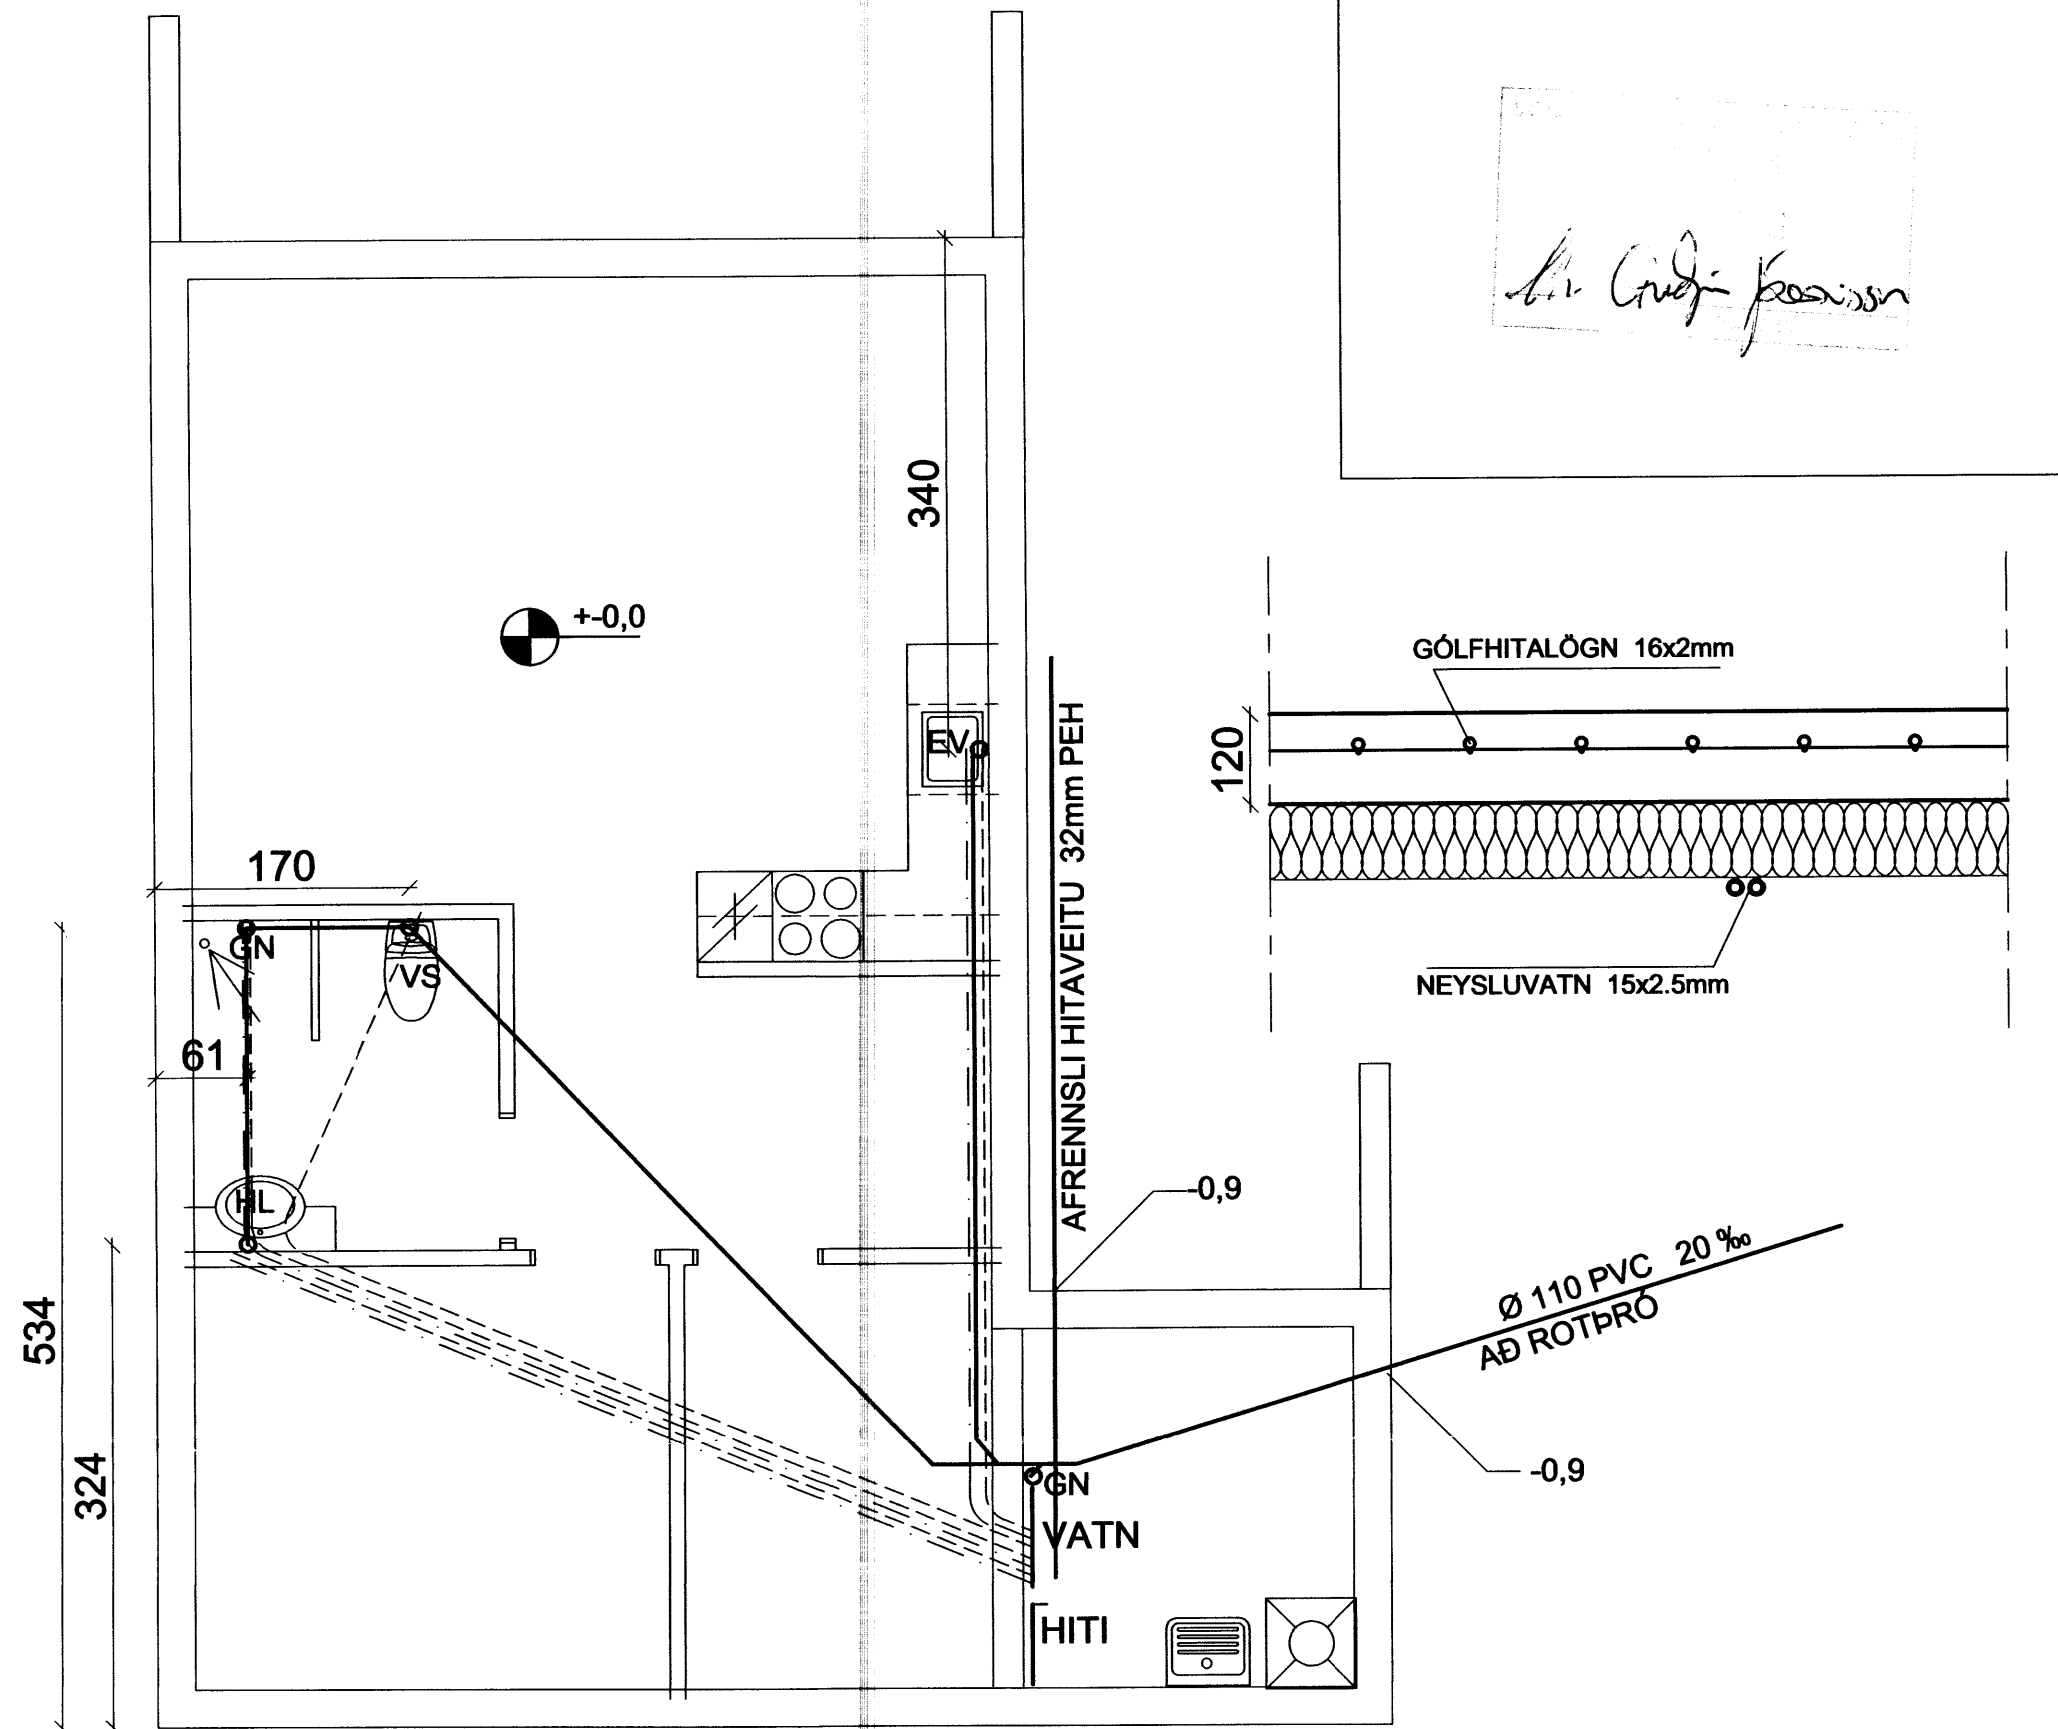 340
+-0,0
GÓLFHITALÖGN 16x2mm
EV
120
AFRENNSLI HITAVEITU 32mm PEH
170
GN
VS
NEYSLUVATN 15x2.5mm
61
-0,9
HL
Ø 110 PVC 20 ‰
AÐ ROTÞRÓ
534
324
-0,9
GN
VATN
HITI